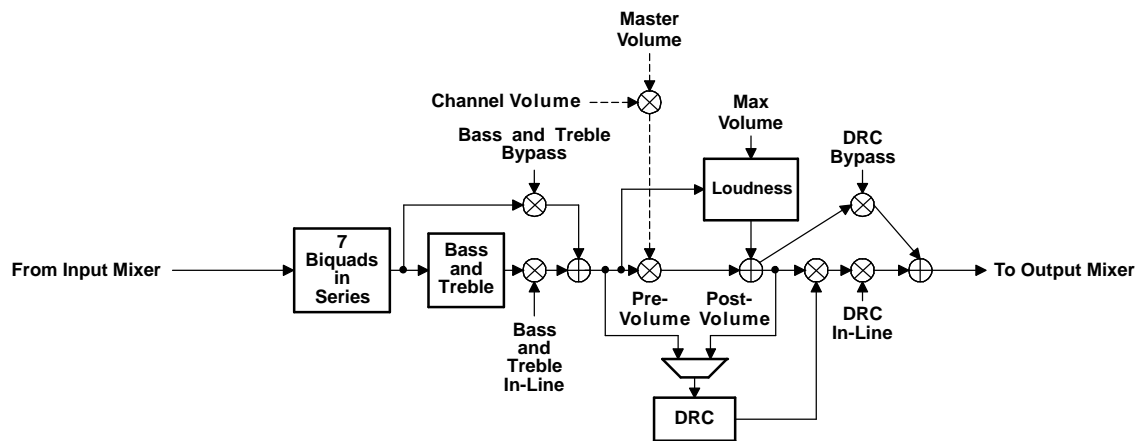 Master
Volume
Channel Volume
Max
Volume
Bass and Treble
Bypass
DRC
Bypass
Loudness
From Input Mixer
7
Biquads
in
Series
Bass
and
Treble
To Output Mixer
Pre-
Volume
Post-
Volume
Bass
and
Treble
In-Line
DRC
In-Line
DRC